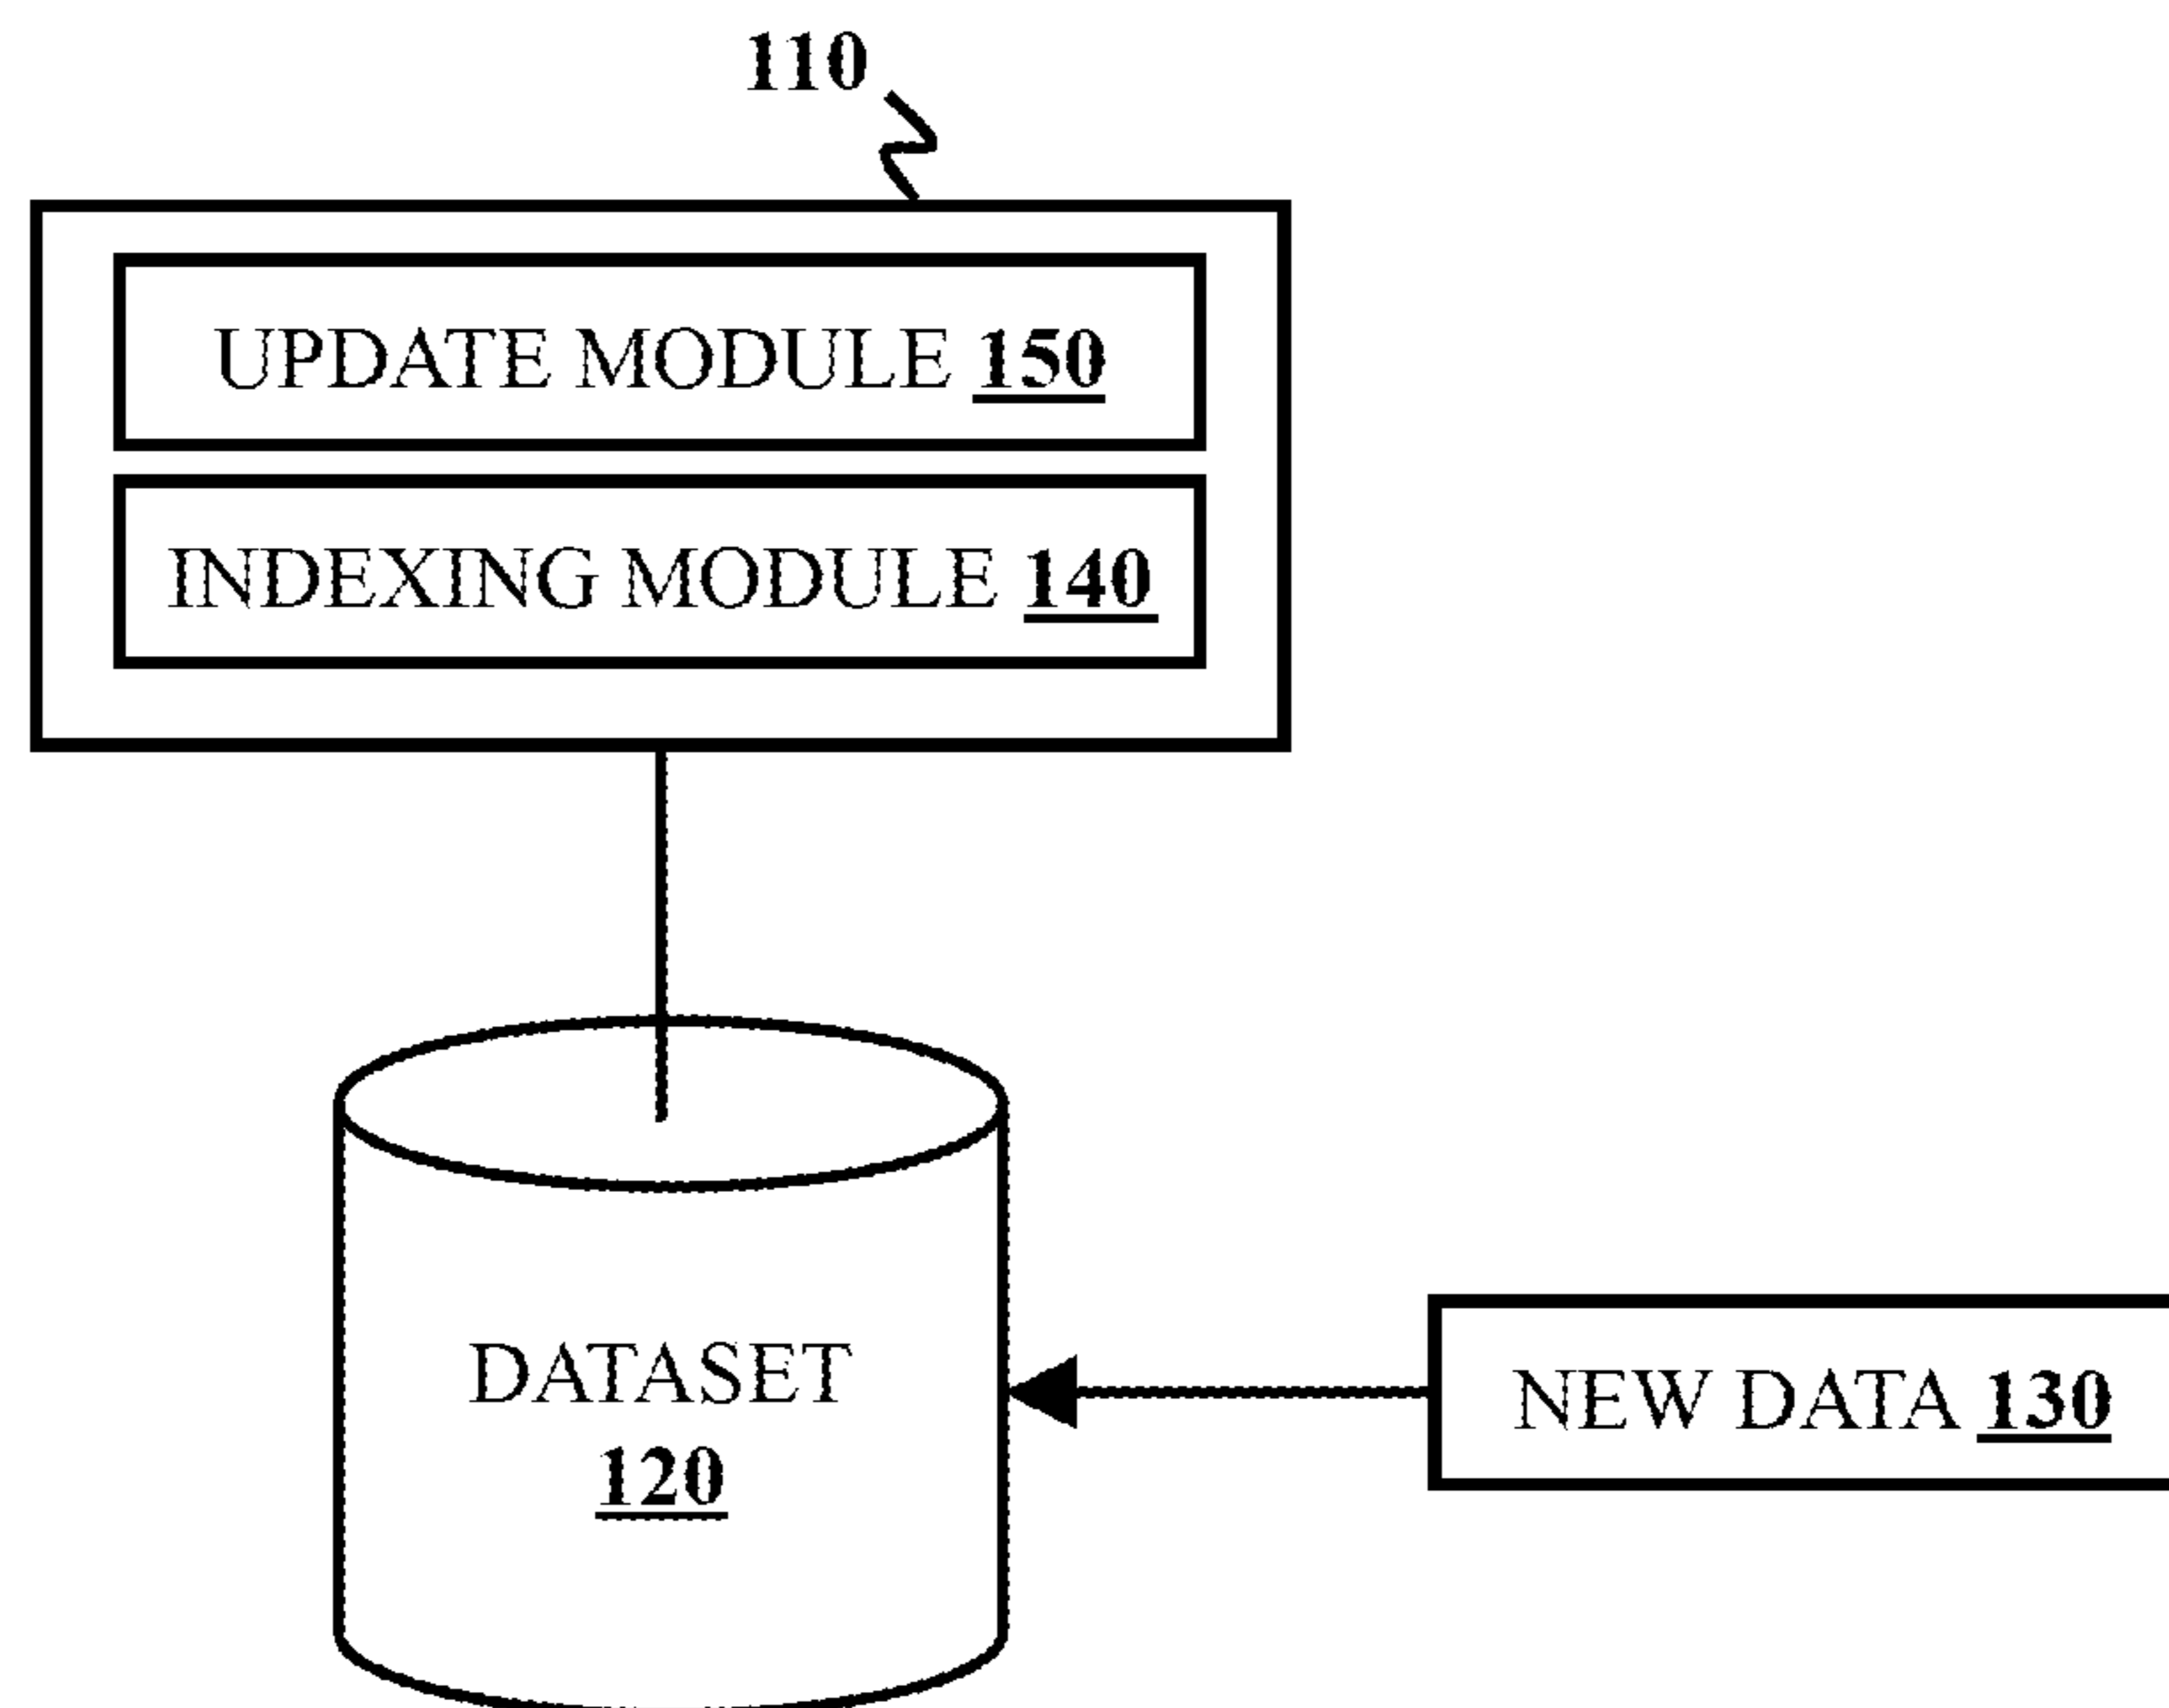 110
UPDATE MODULE 150
INDEXING MODULE 140
DATASET
120
NEW DATA 130